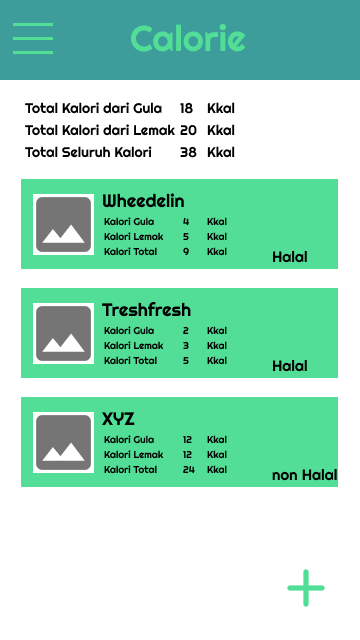 Calorie
Total Kalori dari Gula 18 Kkal
Total Kalori dari Lemak 20 Kkal
Total Seluruh Kalori 38 Kkal
Wheedelin
Kalori Gula 4 Kkal
Kalori Lemak 5 Kkal
Kalori Total 9 Kkal
Halal
Treshfresh
Kalori Gula 2 Kkal
Kalori Lemak 3 Kkal
Kalori Total 5 Kkal
Halal
XYZ
Kalori Gula 12 Kkal
Kalori Lemak 12 Kkal
Kalori Total 24 Kkal
non Halal